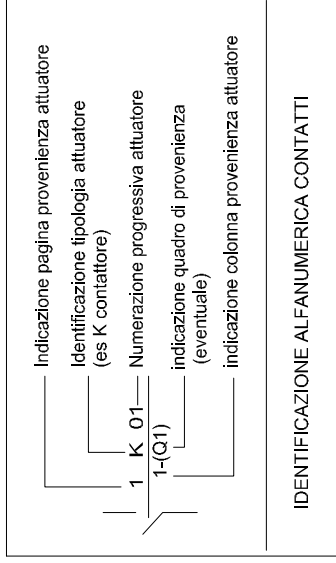 Indicazione pagina provenienza attuatore
Identificazione tipologia attuatore
(es K contattore)
1 K 01 Numerazione progressiva attuatore
1-(Q1)
indicazione quadro di provenienza
(eventuale)
indicazione colonna provenienza attuatore
IDENTIFICAZIONE ALFANUMERICA CONTATTI